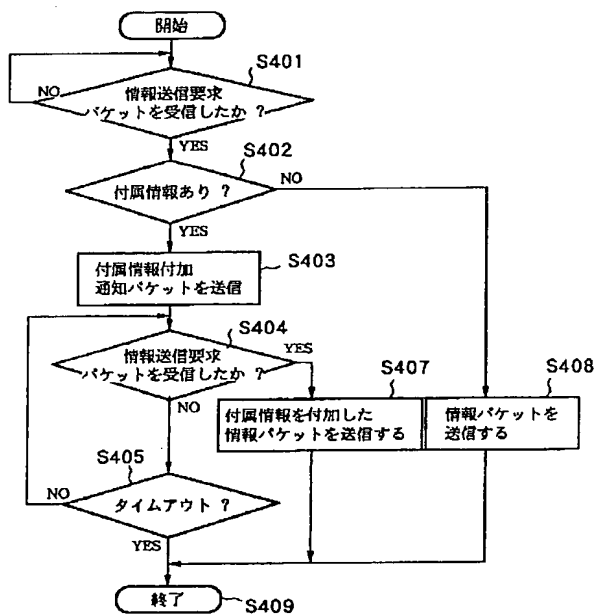 開始
S401
NO
情報送信要求
パケットを受信したか ?
YES
S402
付属情報あり ?
NO
YES
付属情報付加
通知パケットを送信
S403
S404
情報送信要求
パケットを受信したか ?
YES
NO
S407
付属情報を付加した
情報パケットを送信する
S408
情報パケットを
送信する
S405
NO
タイムアウト ?
YES
終了
S409